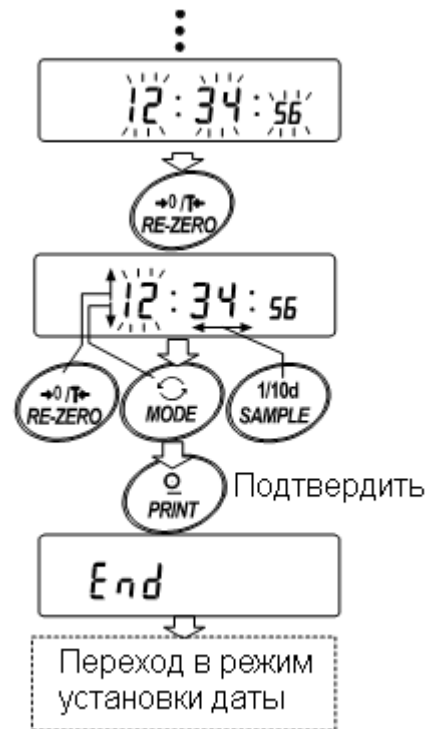 12:34:56
→0/T←
RE-ZERO
12:34:56
→0/T←
RE-ZERO
MODE
1/10d
SAMPLE
PRINT
Подтвердить
End
Переход в режим
установки даты